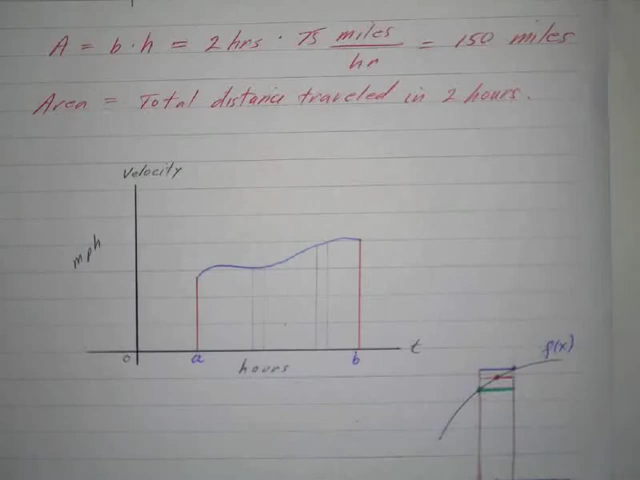 A = b·h = 2 hrs · 75 miles/hr = 150 miles
Area = Total distance traveled in 2 hours.
Velocity
mph
f(x)
t
0 a b
hours